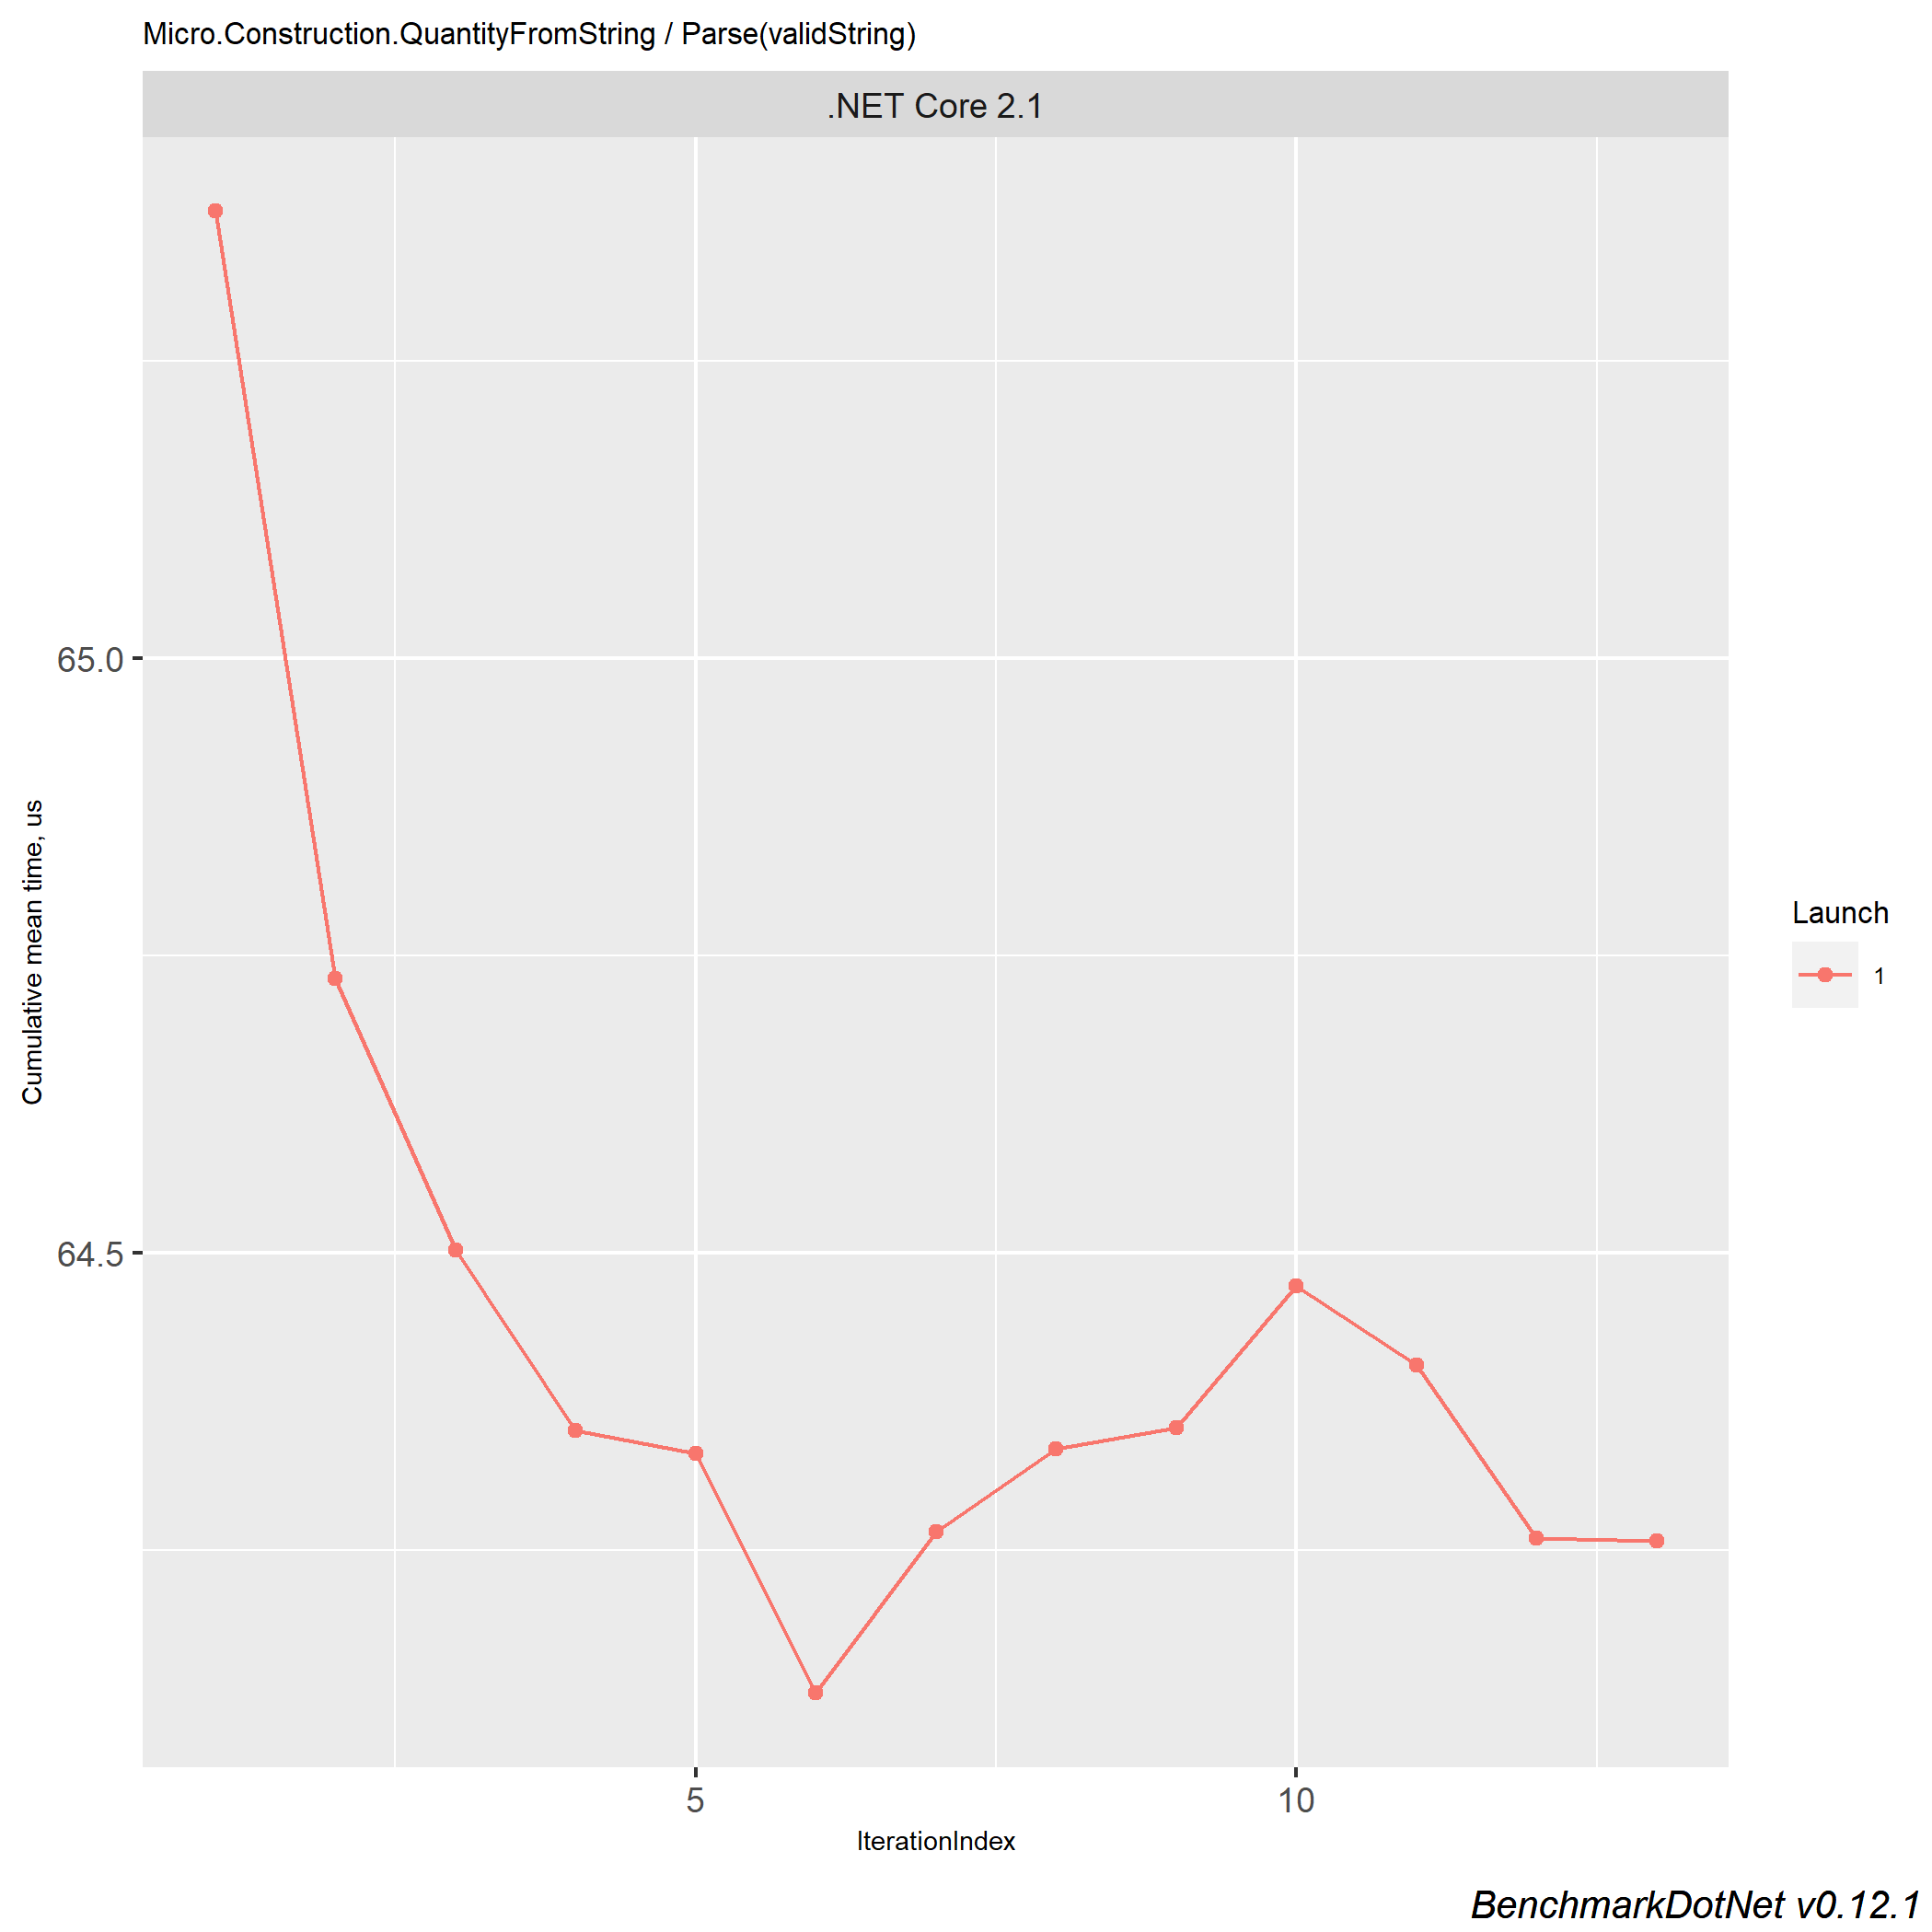 Micro.Construction.QuantityFromString / Parse(validString)
.NET Core 2.1
65.0
64.5
Cumulative mean time, us
5
10
IterationIndex
Launch
1
BenchmarkDotNet v0.12.1